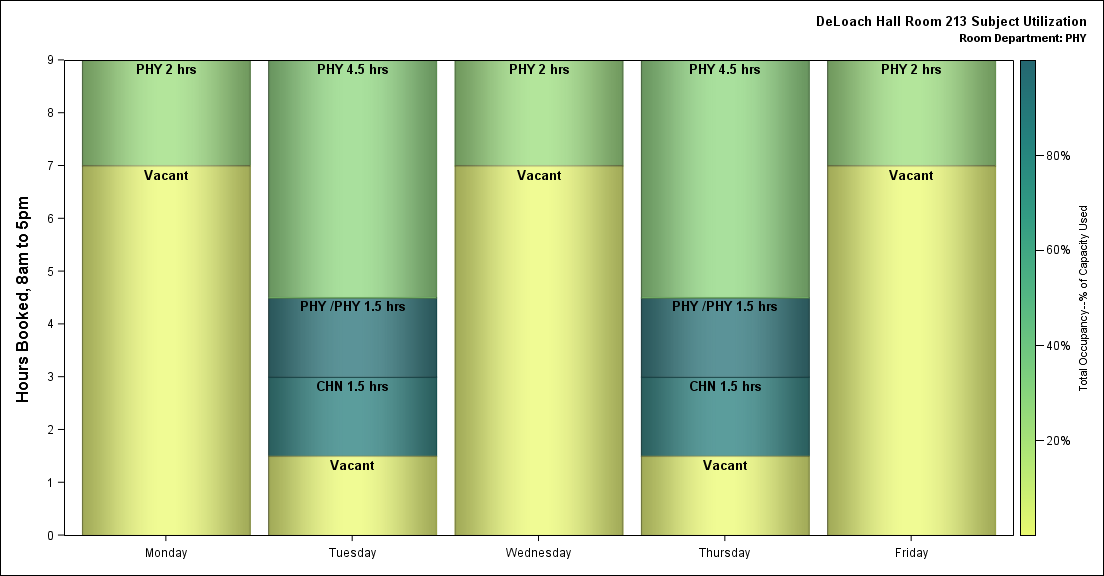 DeLoach Hall Room 213 Subject Utilization
Room Department: PHY
Hours Booked, 8am to 5pm
9
8
7
6
5
4
3
2
1
0
PHY 2 hrs
Vacant
Monday
PHY 4.5 hrs
PHY /PHY 1.5 hrs
CHN 1.5 hrs
Vacant
Tuesday
PHY 2 hrs
Vacant
Wednesday
PHY 4.5 hrs
PHY /PHY 1.5 hrs
CHN 1.5 hrs
Vacant
Thursday
PHY 2 hrs
Vacant
Friday
80%
60%
40%
20%
Total Occupancy--% of Capacity Used